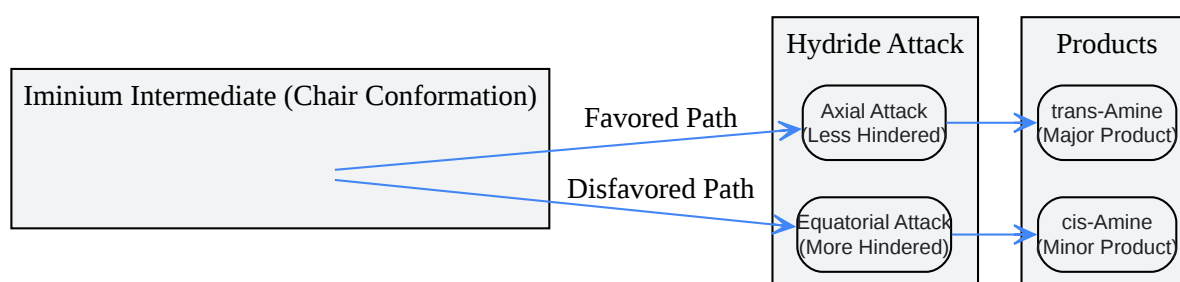 Hydride Attack
Products
Iminium Intermediate (Chair Conformation)
Favored Path
Axial Attack
(Less Hindered)
trans-Amine
(Major Product)
Disfavored Path
Equatorial Attack
(More Hindered)
cis-Amine
(Minor Product)